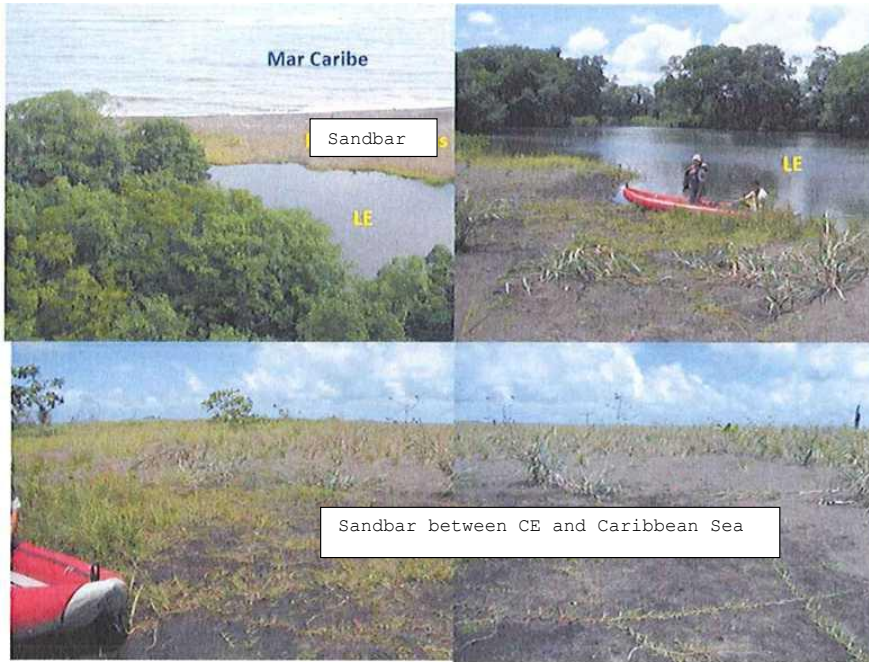 Mar Caribe
Sandbar
s
LE
LE
Sandbar between CE and Caribbean Sea